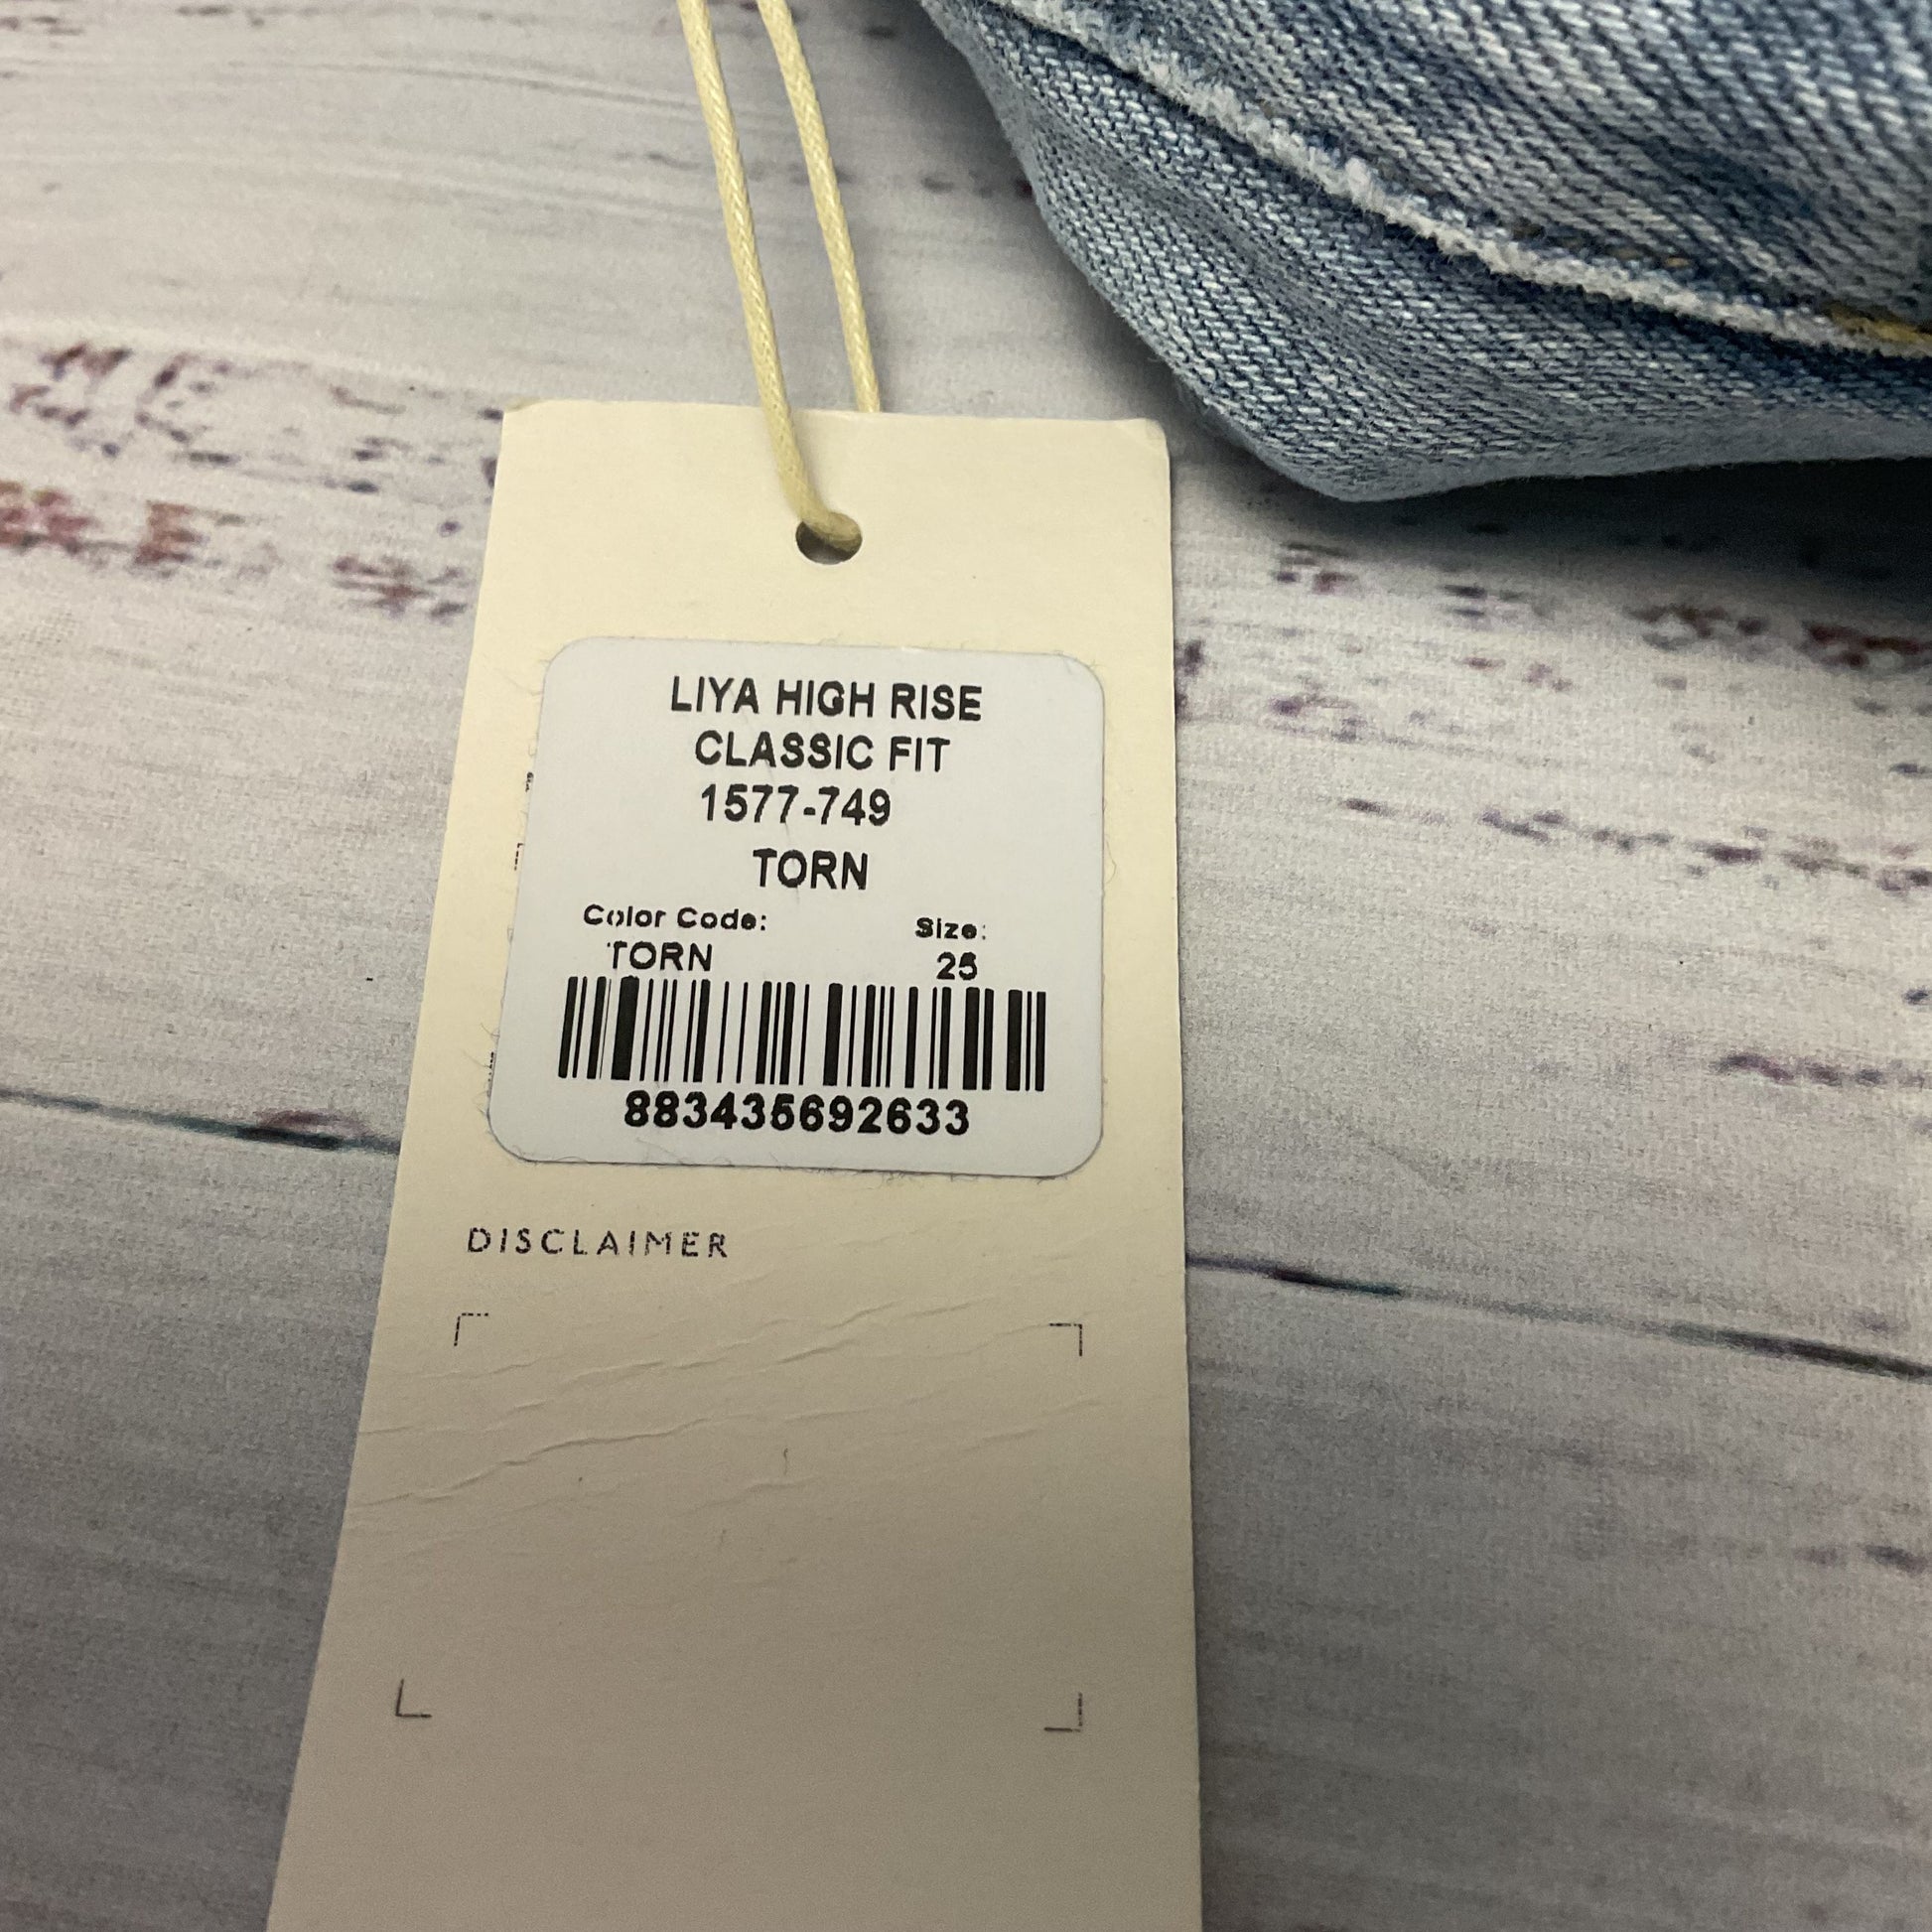 LIYA HIGH RISE
CLASSIC FIT
1577-749
TORN
Color Code: Size:
TORN 25
883435692633
DISCLAIMER